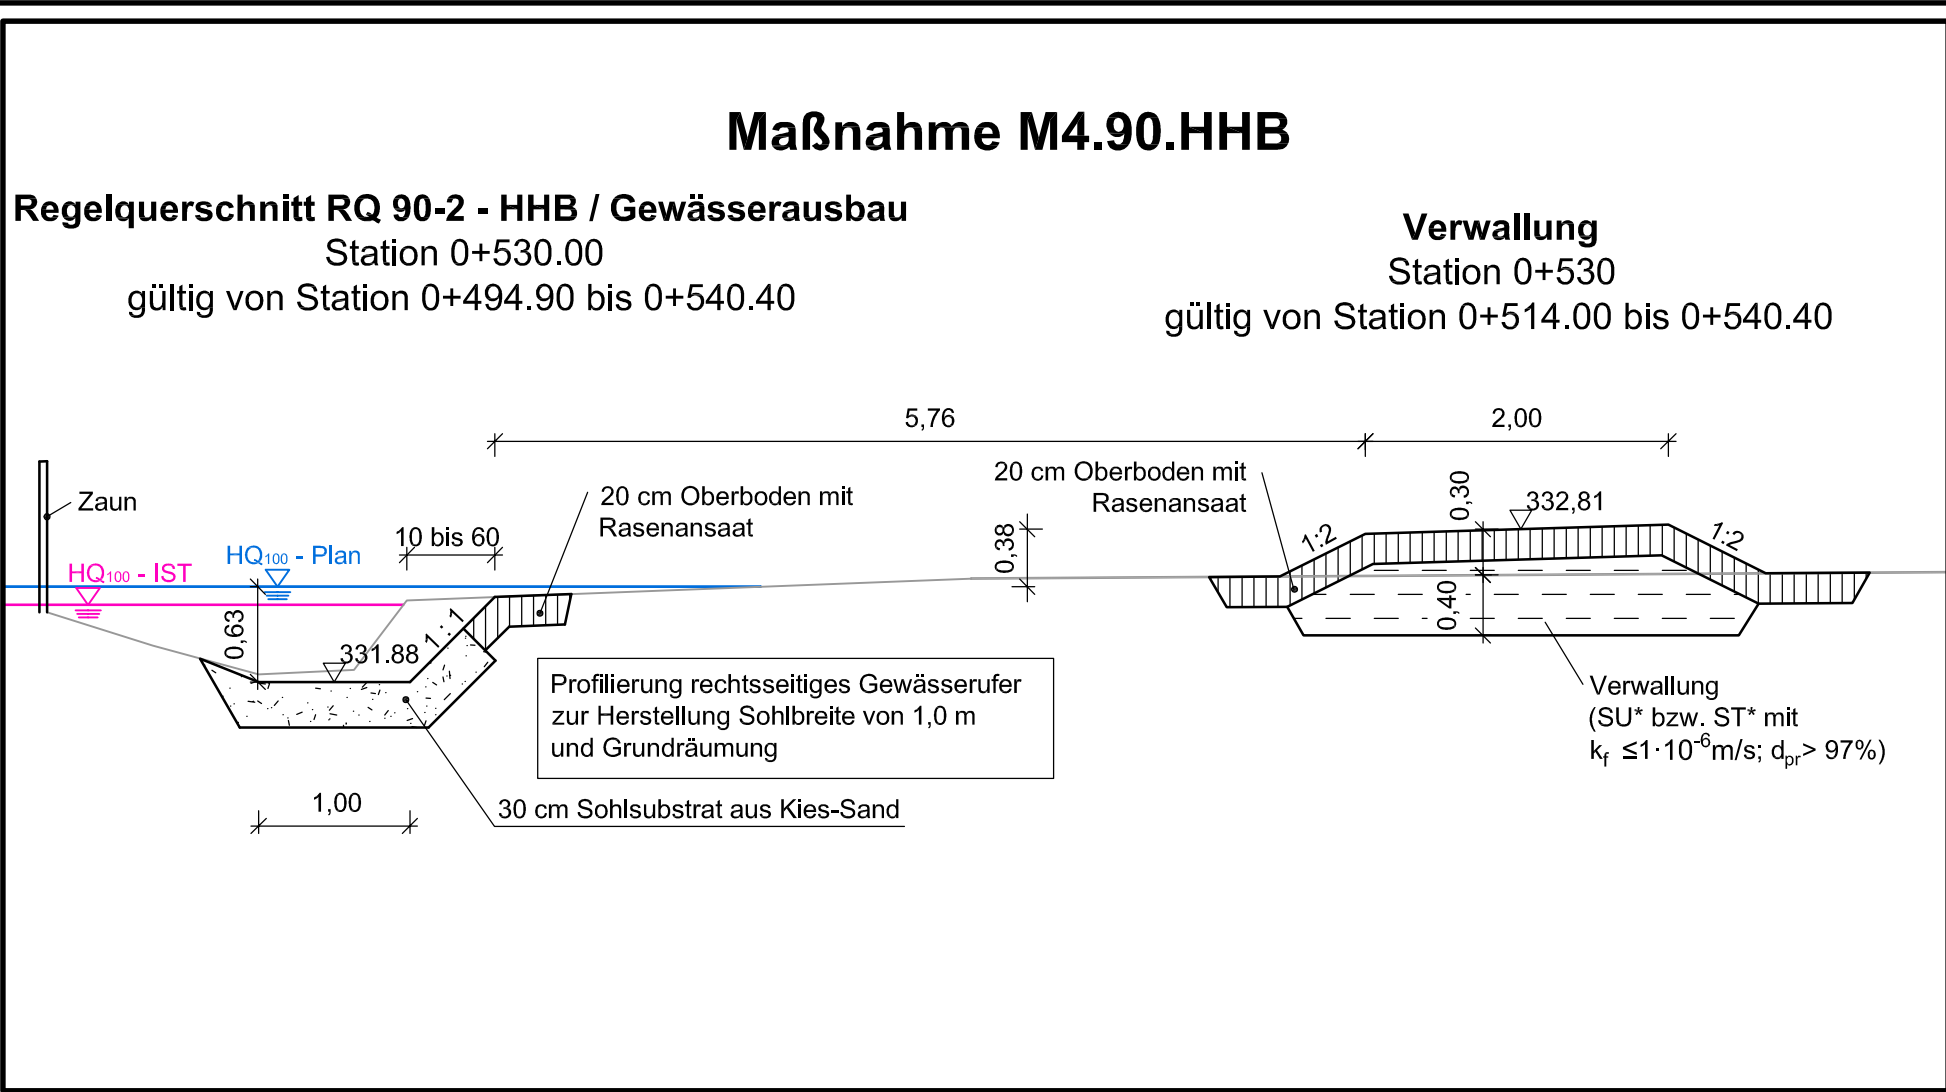 Maßnahme M4.90.HHB
Regelquerschnitt RQ 90-2 - HHB / Gewässerausbau
Station 0+530.00
gültig von Station 0+494.90 bis 0+540.40
Verwallung
Station 0+530
gültig von Station 0+514.00 bis 0+540.40
5,76
2,00
Zaun
20 cm Oberboden mit
Rasenansaat
20 cm Oberboden mit
Rasenansaat
0,30
332,81
10 bis 60
0,38
1:2
1:2
HQ100 - Plan
HQ100 - IST
0,63
1 : 1
0,40
331.88
Profilierung rechtsseitiges Gewässerufer
zur Herstellung Sohlbreite von 1,0 m
und Grundräumung
Verwallung
(SU* bzw. ST* mit
kf ≤1·10-6m/s; dpr> 97%)
1,00
30 cm Sohlsubstrat aus Kies-Sand